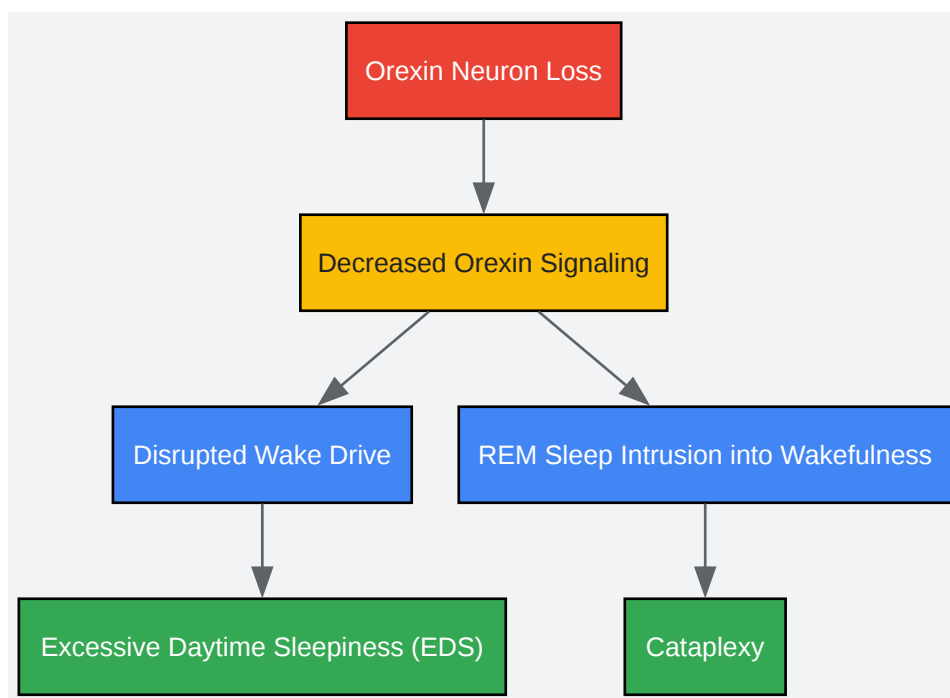 Orexin Neuron Loss
Decreased Orexin Signaling
Disrupted Wake Drive
REM Sleep Intrusion into Wakefulness
Excessive Daytime Sleepiness (EDS)
Cataplexy